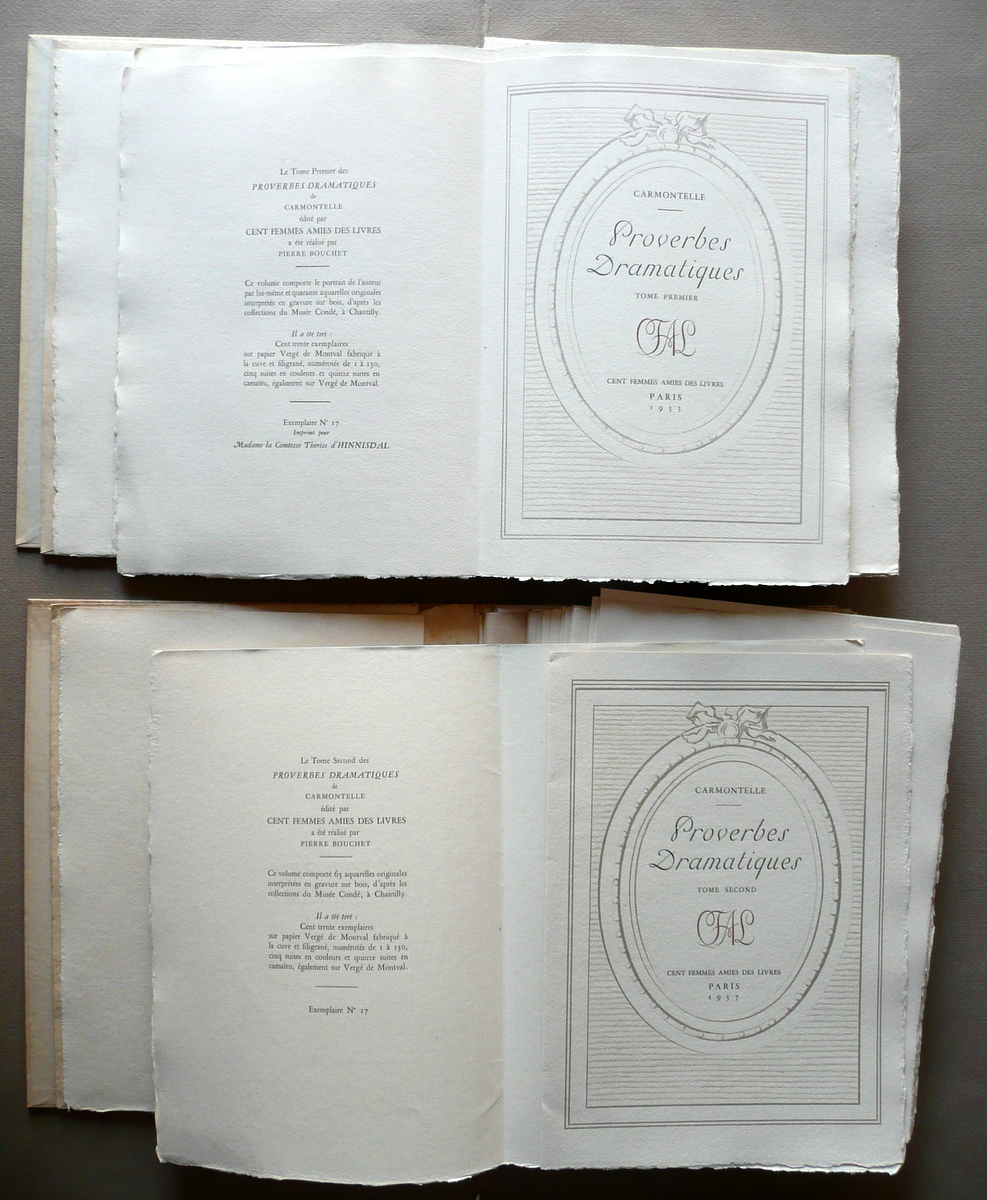 Le Tome Premier des
PROVERBES DRAMATIQUES
de
CARMONTELLE
édité par
CENT FEMMES AMIES DES LIVRES
a été réalisé par
PIERRE BOUCHET
Ce volume comporte le portrait de l'auteur
par lui-même et quarante aquarelles originales
interprétés en gravure sur bois, d'après les
collections du Musée Condé, à Chantilly.
Il a été tiré :
Cent trente exemplaires
sur papier Vergé de Montval fabriqué à
la cuve et filigrané, numérotés de 1 à 130,
cinq suites en couleurs et quinze suites en
camaïeu, également sur Vergé de Montval.
Exemplaire N° 17
Imprimé pour
Madame la Comtesse Thérèse d'HINNISDAL
CARMONTELLE
Proverbes
Dramatiques
TOME PREMIER
CFAL
CENT FEMMES AMIES DES LIVRES
PARIS
1953
Le Tome Second des
PROVERBES DRAMATIQUES
de
CARMONTELLE
édité par
CENT FEMMES AMIES DES LIVRES
a été réalisé par
PIERRE BOUCHET
Ce volume comporte 63 aquarelles originales
interprétées en gravure sur bois, d'après les
collections du Musée Condé, à Chantilly.
Il a été tiré :
Cent trente exemplaires
sur papier Vergé de Montval fabriqué à
la cuve et filigrané, numérotés de 1 à 130,
cinq suites en couleurs et quinze suites en
camaïeu, également sur Vergé de Montval.
Exemplaire N° 17
CARMONTELLE
Proverbes
Dramatiques
TOME SECOND
CFAL
CENT FEMMES AMIES DES LIVRES
PARIS
1957